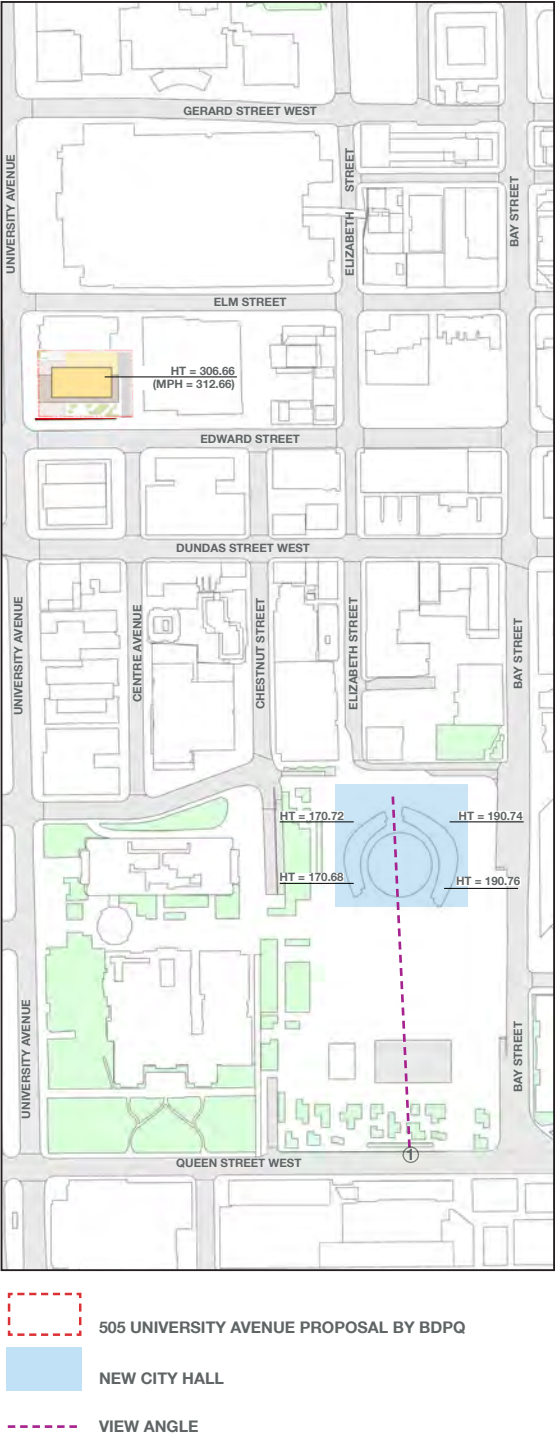 GERARD STREET WEST
UNIVERSITY AVENUE
ELIZABETH STREET
BAY STREET
ELM STREET
HT = 306.66
(MPH = 312.66)
EDWARD STREET
DUNDAS STREET WEST
UNIVERSITY AVENUE
CENTRE AVENUE
CHESTNUT STREET
ELIZABETH STREET
BAY STREET
HT = 170.72
HT = 190.74
HT = 170.68
HT = 190.76
UNIVERSITY AVENUE
BAY STREET
1
QUEEN STREET WEST
505 UNIVERSITY AVENUE PROPOSAL BY BDPQ
NEW CITY HALL
VIEW ANGLE